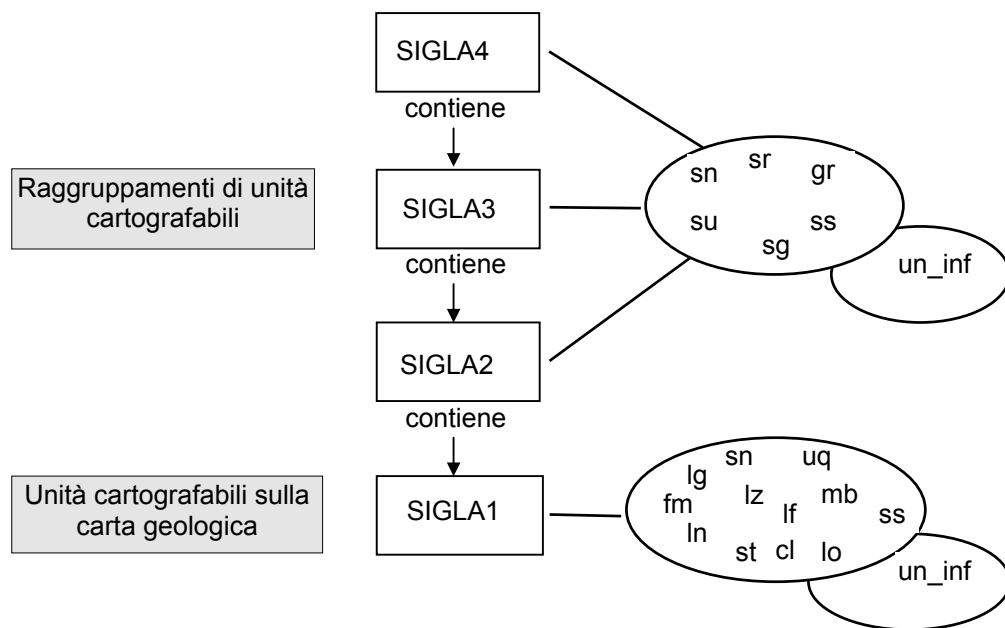 SIGLA4
contiene
Raggruppamenti di unità
cartografabili
SIGLA3
sn
sr
gr
su
ss
sg
un_inf
contiene
SIGLA2
contiene
Unità cartografabili sulla
carta geologica
SIGLA1
sn
uq
lg
fm
lz
mb
lf
ss
ln
st
cl
lo
un_inf